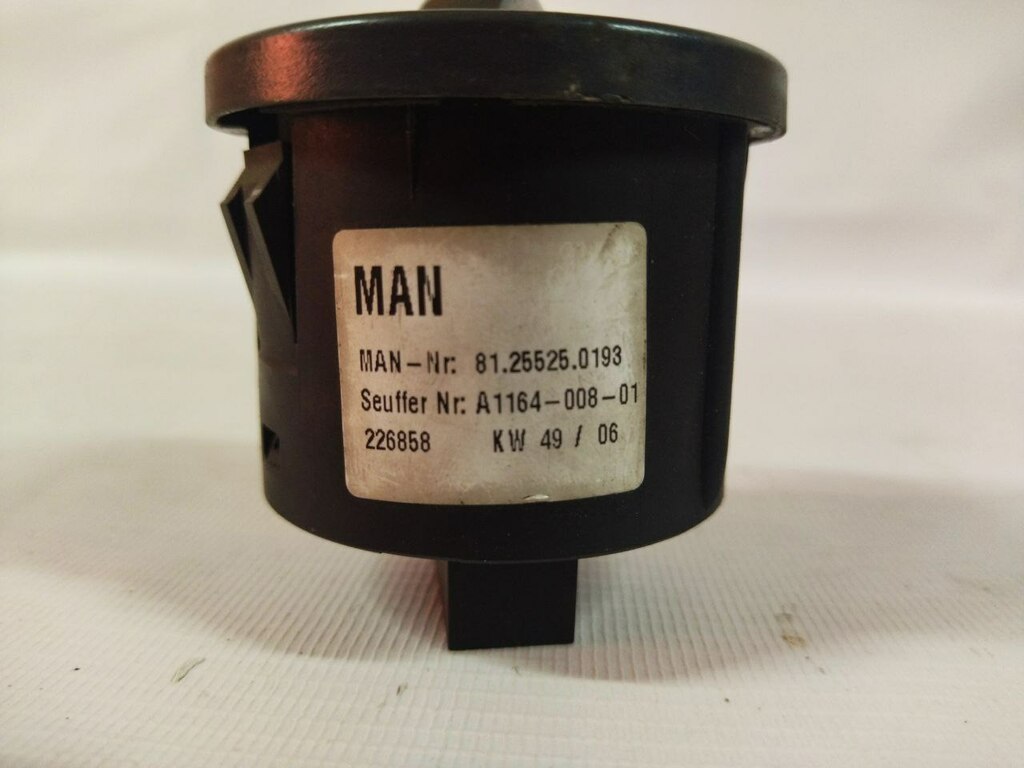 MAN
MAN-Nr: 81.25525.0193
Seuffer Nr: A1164-008-01
226858 KW 49 / 06